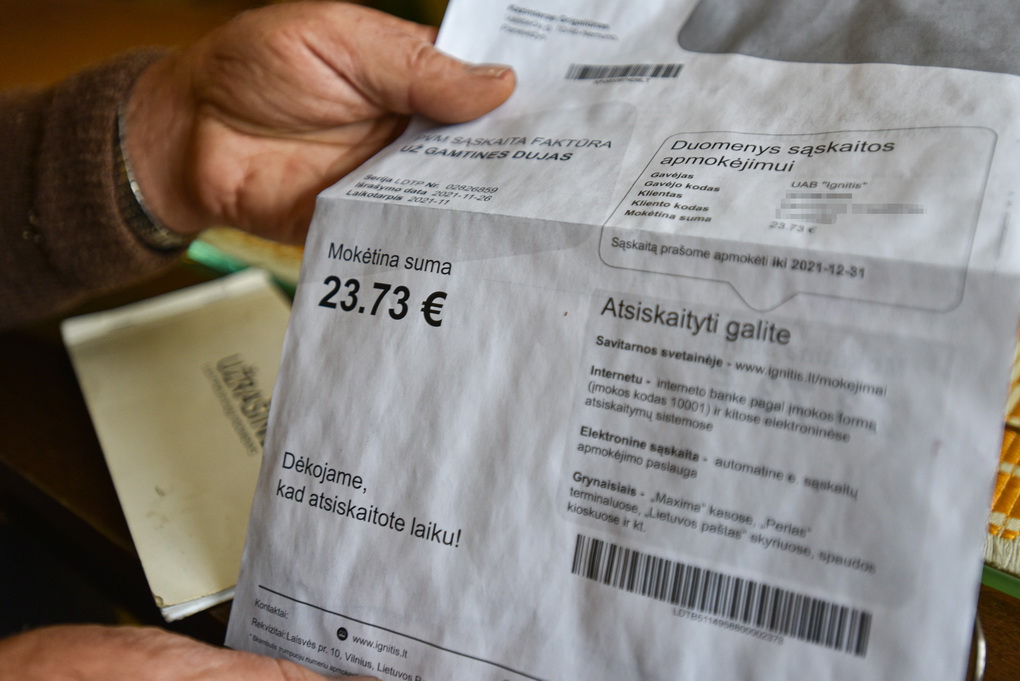 PVM SĄSKAITA FAKTŪRA
UŽ GAMTINES DUJAS
Serija LDTP Nr. 02826859
Išrašymo data 2021-11-26
Laikotarpis 2021-11
Duomenys sąskaitos
apmokėjimui
Gavėjas UAB "Ignitis"
Gavėjo kodas
Klientas
Kliento kodas
Mokėtina suma 23.73 €
Sąskaitą prašome apmokėti iki 2021-12-31
Mokėtina suma
23.73 €
Atsiskaityti galite
Savitarnos svetainėje - www.ignitis.lt/mokejimai
Internetu - interneto banke pagal įmokos formą
(įmokos kodas 10001) ir kitose elektroninėse
atsiskaitymų sistemose
Elektroninė sąskaita - automatinė e. sąskaitų
apmokėjimo paslauga
Grynaisiais - „Maxima“ kasose, „Perlas“
terminaluose, „Lietuvos paštas“ skyriuose, spaudos
kioskuose ir kt.
Dėkojame,
kad atsiskaitote laiku!
Kontaktai:
www.ignitis.lt
Rekvizitai: Laisvės pr. 10, Vilnius, Lietuvos
UŽRAŠ